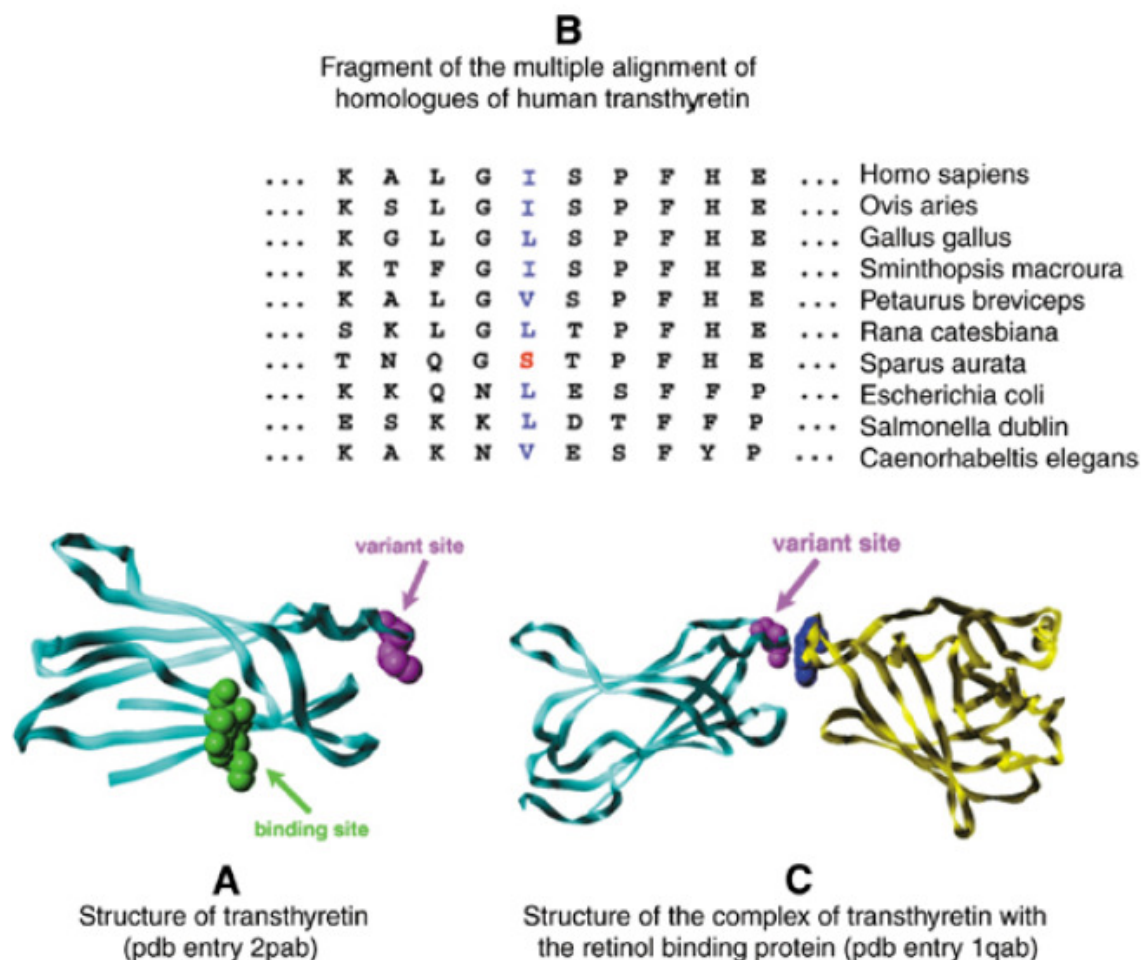 B
Fragment of the multiple alignment of
homologues of human transthyretin
... K A L G I S P F H E ... Homo sapiens
... K S L G I S P F H E ... Ovis aries
... K G L G L S P F H E ... Gallus gallus
... K T F G I S P F H E ... Sminthopsis macroura
... K A L G V S P F H E ... Petaurus breviceps
... S K L G L T P F H E ... Rana catesbiana
... T N Q G S T P F H E ... Sparus aurata
... K K Q N L E S F F P ... Escherichia coli
... E S K K L D T F F P ... Salmonella dublin
... K A K N V E S F Y P ... Caenorhabeltis elegans
variant site
binding site
A
Structure of transthyretin
(pdb entry 2pab)
variant site
C
Structure of the complex of transthyretin with
the retinol binding protein (pdb entry 1qab)